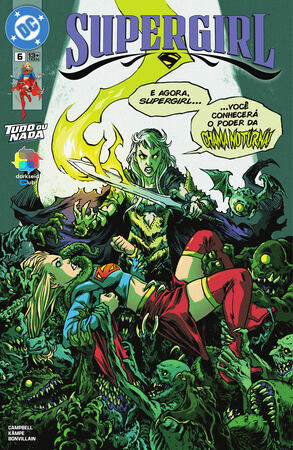 DC
SUPERGIRL
6
13+
TUDO OU
NADA
darkseid
Club
E AGORA,
SUPERGIRL...
...VOCÊ
CONHECERÁ
O PODER DA
CHAMA NOTURNA!
CAMPBELL
KÄMPE
BONVILLAIN